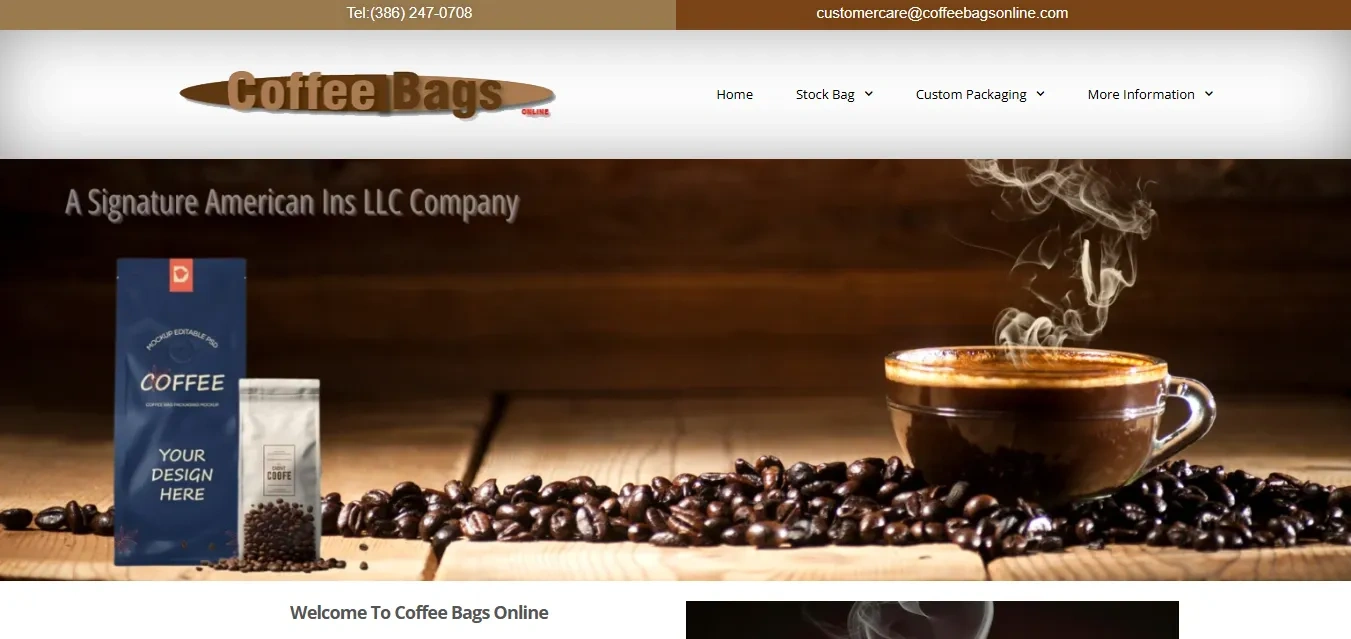 Tel:(386) 247-0708
customercare@coffeebagsonline.com
Coffee Bags
ONLINE
Home
Stock Bag
Custom Packaging
More Information
A Signature American Ins LLC Company
MOCKUP EDITABLE PSD
COFFEE
COFFEE BAG PACKAGING MOCKUP
YOUR
DESIGN
HERE
COOFE
Welcome To Coffee Bags Online